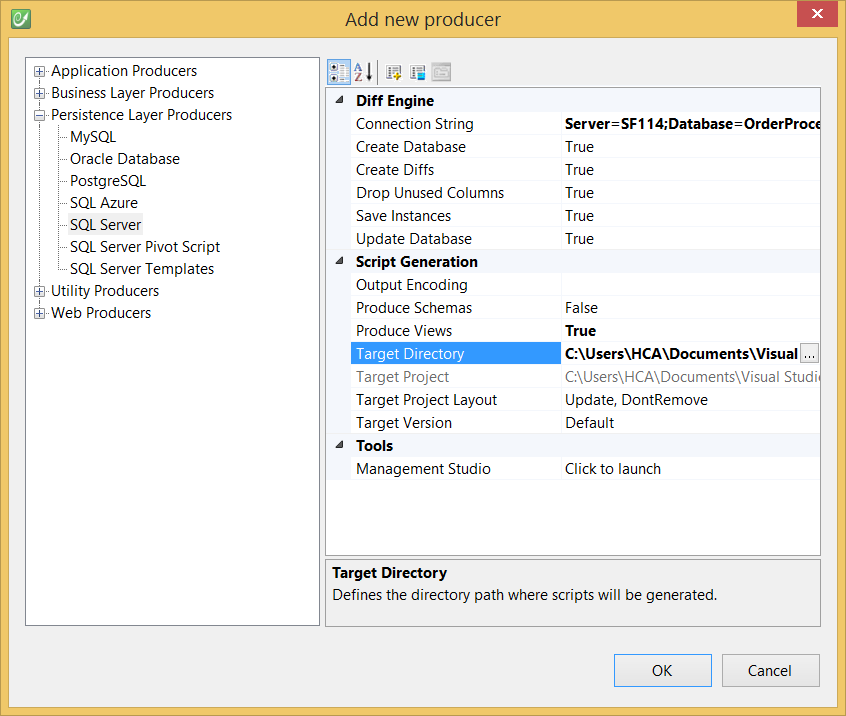 Add new producer
Application Producers
Business Layer Producers
Persistence Layer Producers
MySQL
Oracle Database
PostgreSQL
SQL Azure
SQL Server
SQL Server Pivot Script
SQL Server Templates
Utility Producers
Web Producers
Diff Engine
Connection String Server=SF114;Database=OrderProce
Create Database True
Create Diffs True
Drop Unused Columns True
Save Instances True
Update Database True
Script Generation
Output Encoding
Produce Schemas False
Produce Views True
Target Directory C:\Users\HCA\Documents\Visual ...
Target Project C:\Users\HCA\Documents\Visual Studi
Target Project Layout Update, DontRemove
Target Version Default
Tools
Management Studio Click to launch
Target Directory
Defines the directory path where scripts will be generated.
OK Cancel